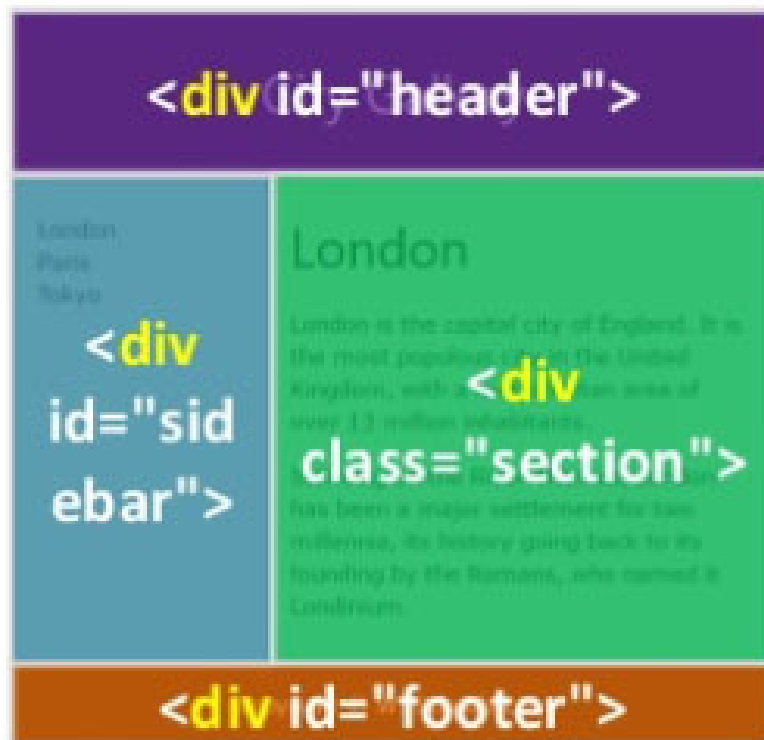 <div id="header">
London
Paris
Tokyo
<div
id="sid
ebar">
London
London is the capital city of England. It is
the most populous city in the United
Kingdom, with a area of
over 13 million inhabitants.
<div
class="section">
has been a major settlement for two
millennia, its history going back to its
founding by the Romans, who named it
Londinium.
<div id="footer">